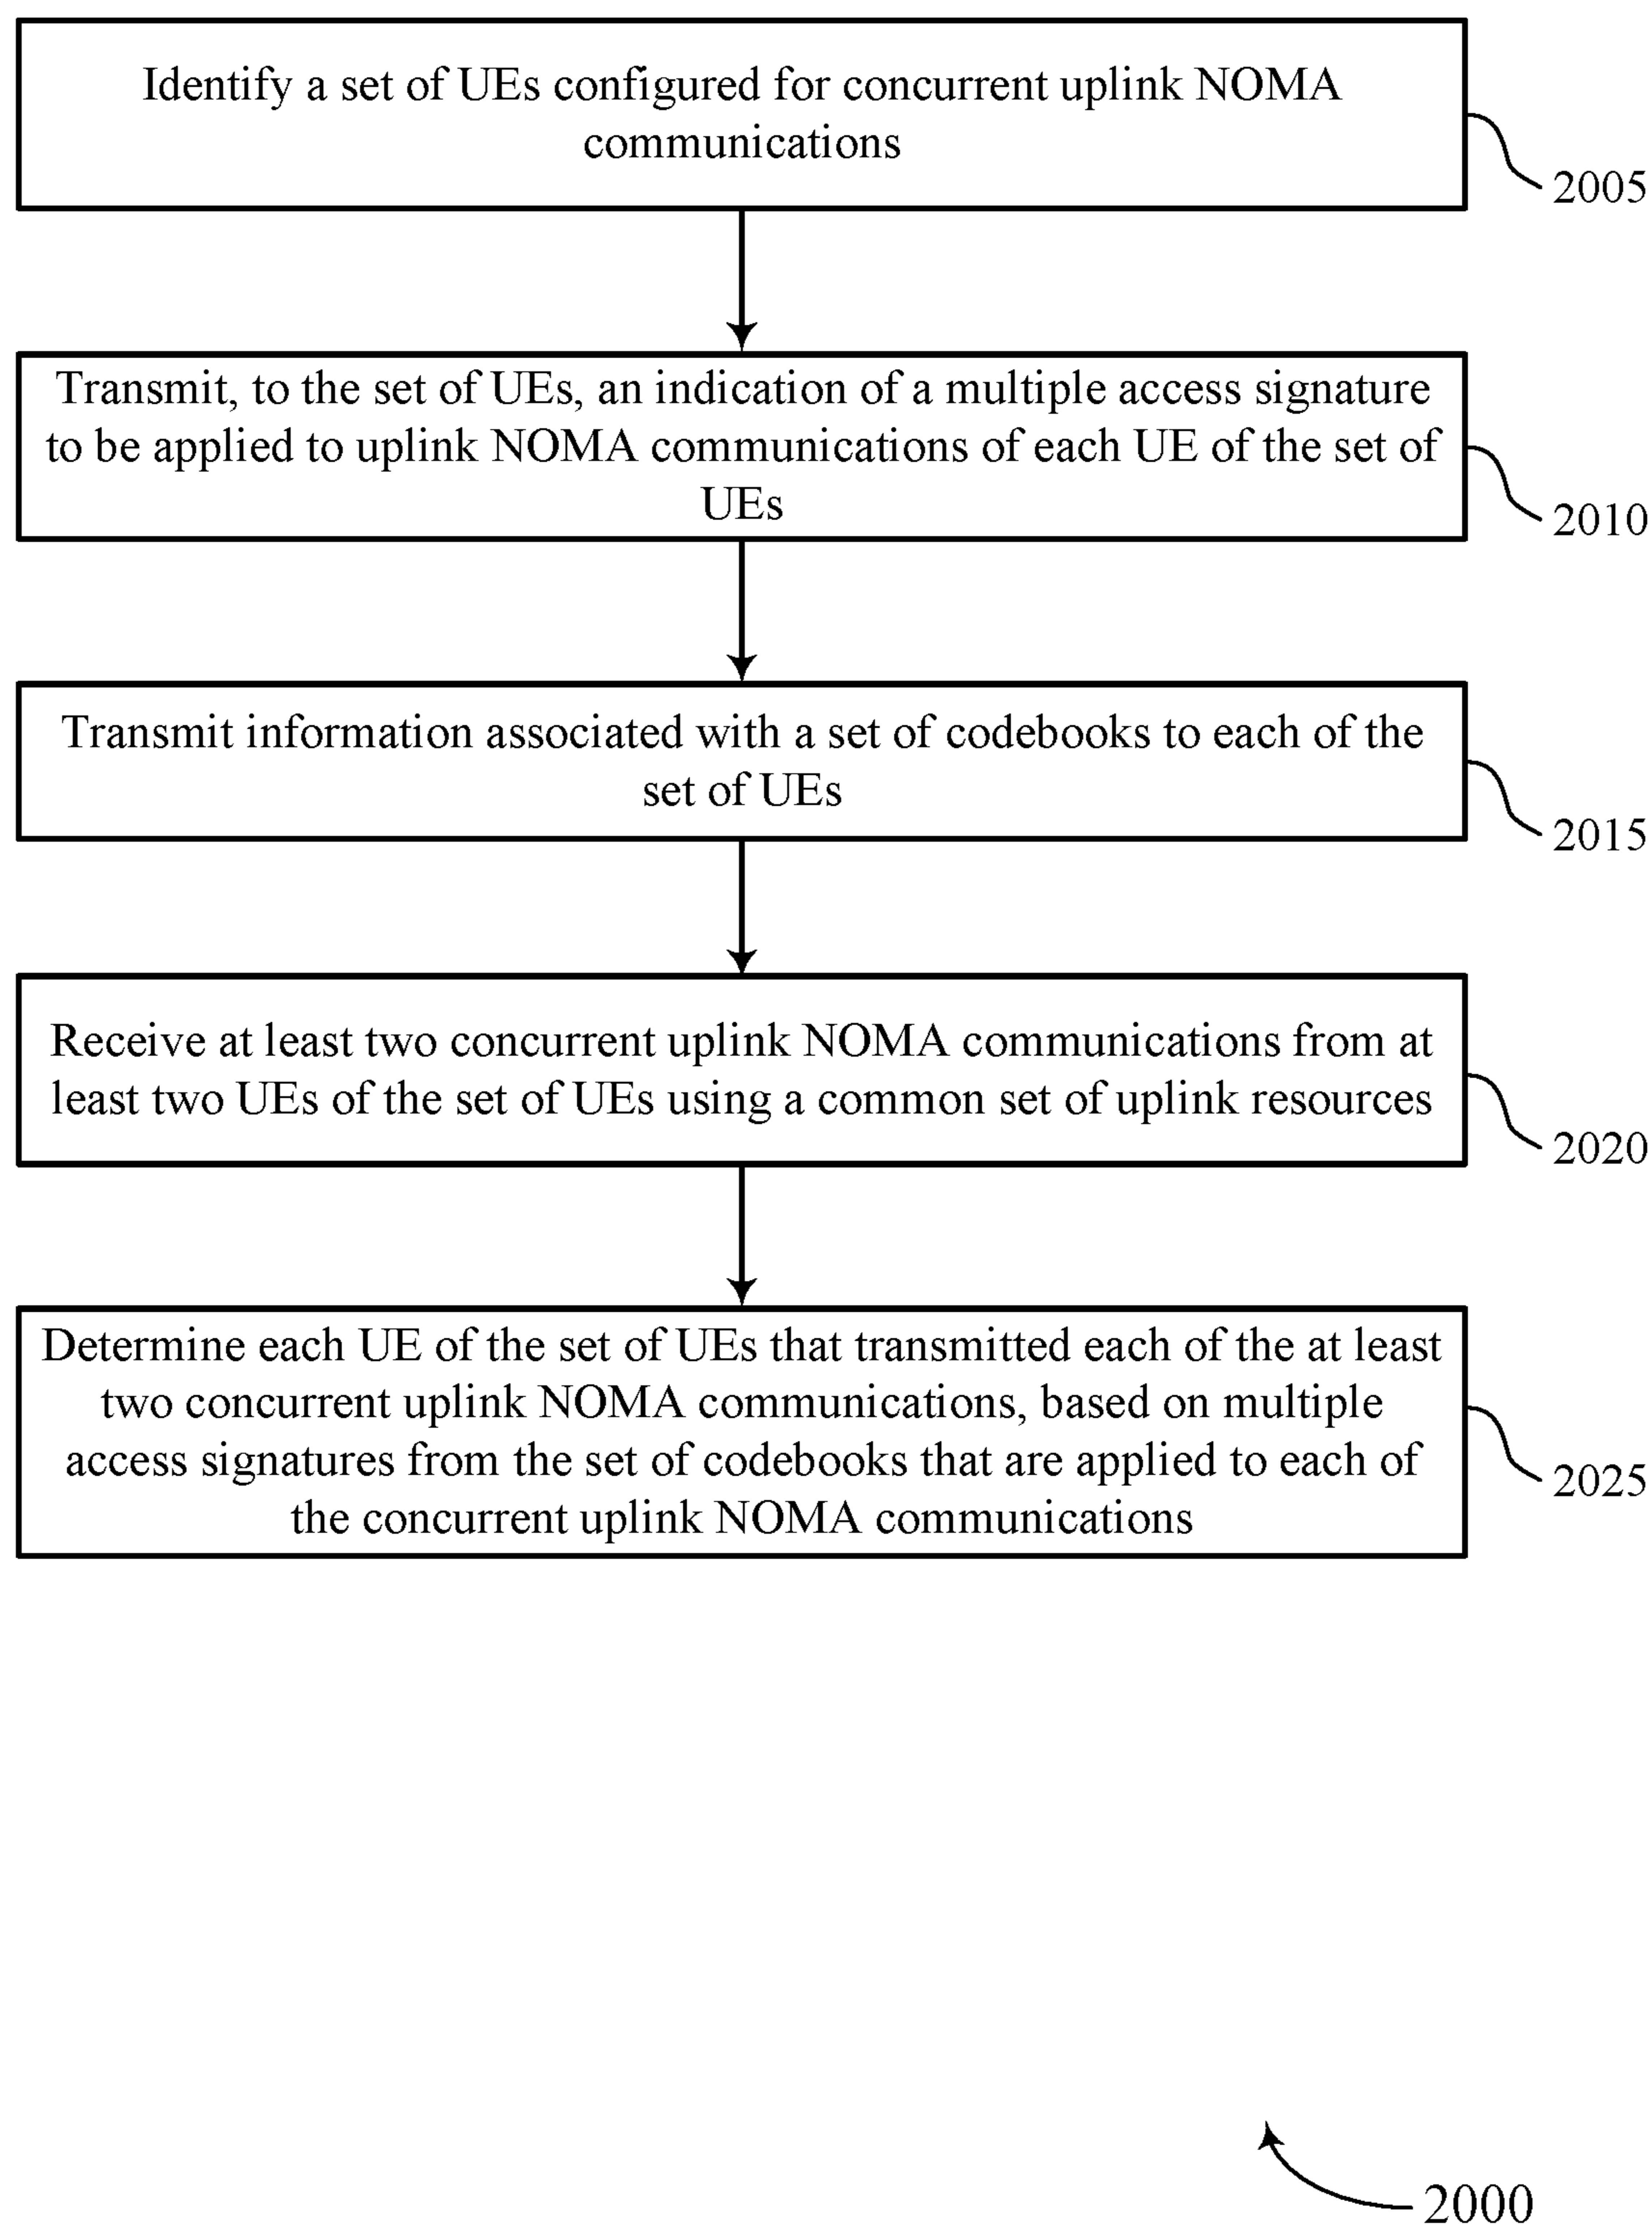 Identify a set of UEs configured for concurrent uplink NOMA
communications
2005
Transmit, to the set of UEs, an indication of a multiple access signature
to be applied to uplink NOMA communications of each UE of the set of
UEs
2010
Transmit information associated with a set of codebooks to each of the
set of UEs
2015
Receive at least two concurrent uplink NOMA communications from at
least two UEs of the set of UEs using a common set of uplink resources
2020
Determine each UE of the set of UEs that transmitted each of the at least
two concurrent uplink NOMA communications, based on multiple
access signatures from the set of codebooks that are applied to each of
the concurrent uplink NOMA communications
2025
2000